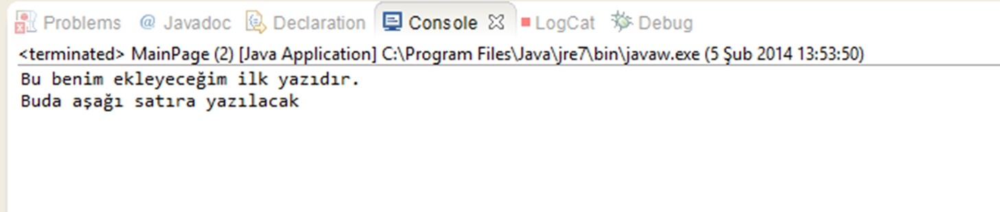 Problems @ Javadoc Declaration Console LogCat Debug
<terminated> MainPage (2) [Java Application] C:\Program Files\Java\jre7\bin\javaw.exe (5 Şub 2014 13:53:50)
Bu benim ekleyeceğim ilk yazıdır.
Buda aşağı satıra yazılacak